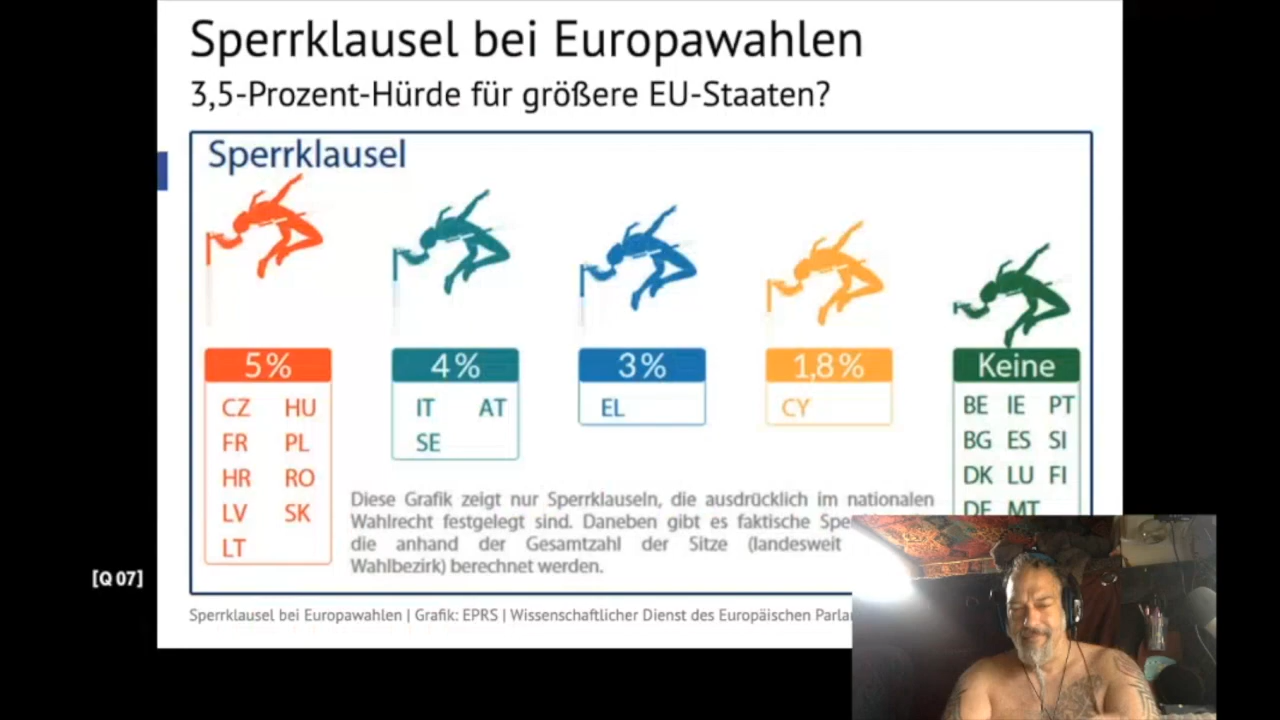 Sperrklausel bei Europawahlen
3,5-Prozent-Hürde für größere EU-Staaten?
Sperrklausel
5%
CZ HU
FR PL
HR RO
LV SK
LT
4%
IT AT
SE
3%
EL
1,8%
CY
Keine
BE IE PT
BG ES SI
DK LU FI
DE MT
Diese Grafik zeigt nur Sperrklauseln, die ausdrücklich im nationalen
Wahlrecht festgelegt sind. Daneben gibt es faktische
die anhand der Gesamtzahl der Sitze (landesweit
Wahlbezirk) berechnet werden.
[Q 07]
Sperrklausel bei Europawahlen | Grafik: EPRS | Wissenschaftlicher Dienst des Europäischen